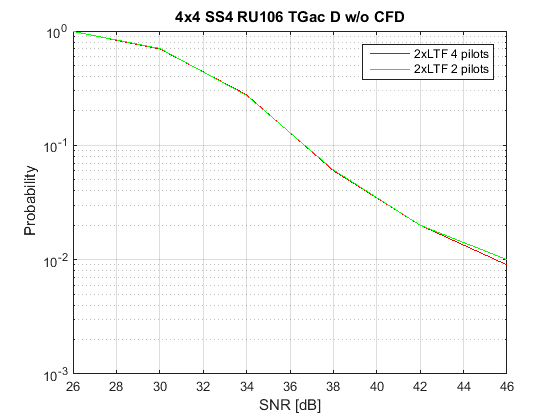 4x4 SS4 RU106 TGac D w/o CFD
10^0
10^-1
10^-2
10^-3
Probability
2xLTF 4 pilots
2xLTF 2 pilots
26 28 30 32 34 36 38 40 42 44 46
SNR [dB]